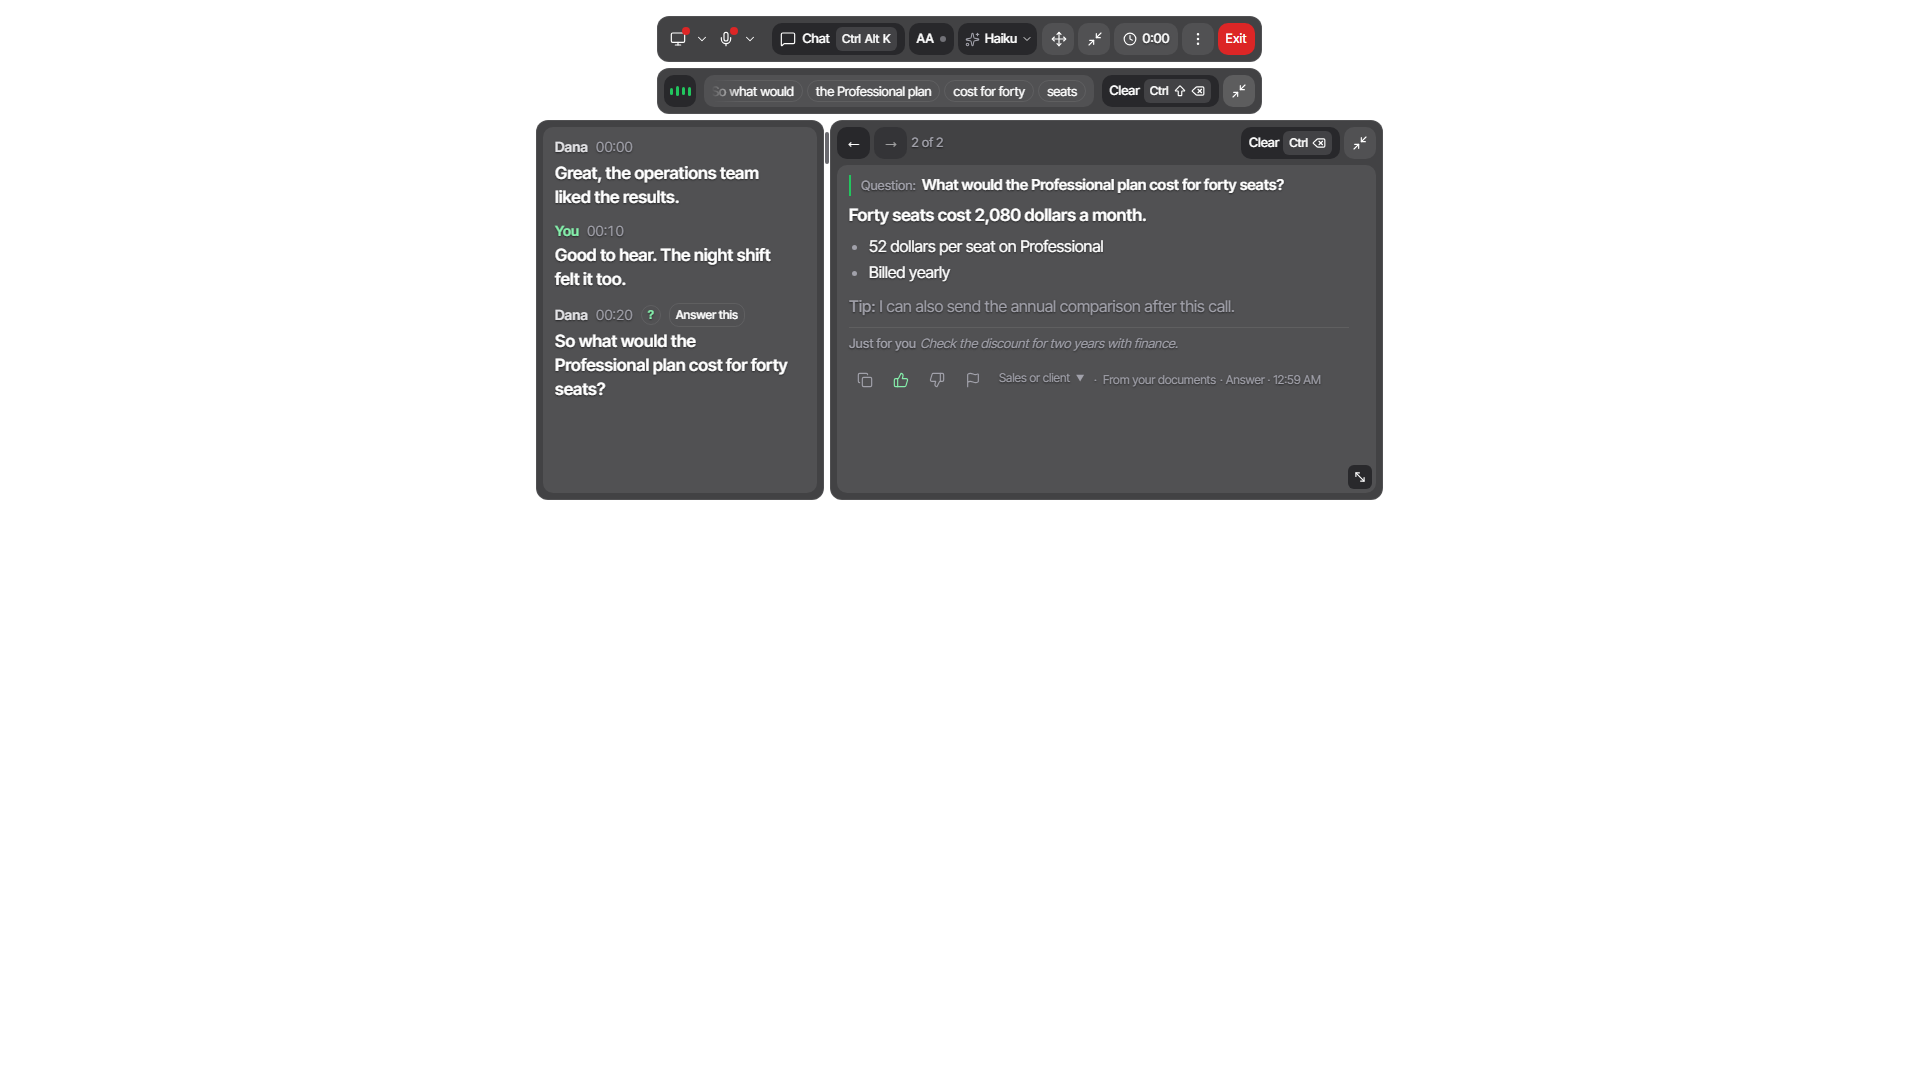 Chat Ctrl Alt K AA Haiku 0:00 Exit
So what would the Professional plan cost for forty seats Clear Ctrl
Dana 00:00
Great, the operations team
liked the results.
You 00:10
Good to hear. The night shift
felt it too.
Dana 00:20 ? Answer this
So what would the
Professional plan cost for forty
seats?
← → 2 of 2 Clear Ctrl
Question: What would the Professional plan cost for forty seats?
Forty seats cost 2,080 dollars a month.
• 52 dollars per seat on Professional
• Billed yearly
Tip: I can also send the annual comparison after this call.
Just for you Check the discount for two years with finance.
Sales or client ▼ · From your documents · Answer · 12:59 AM